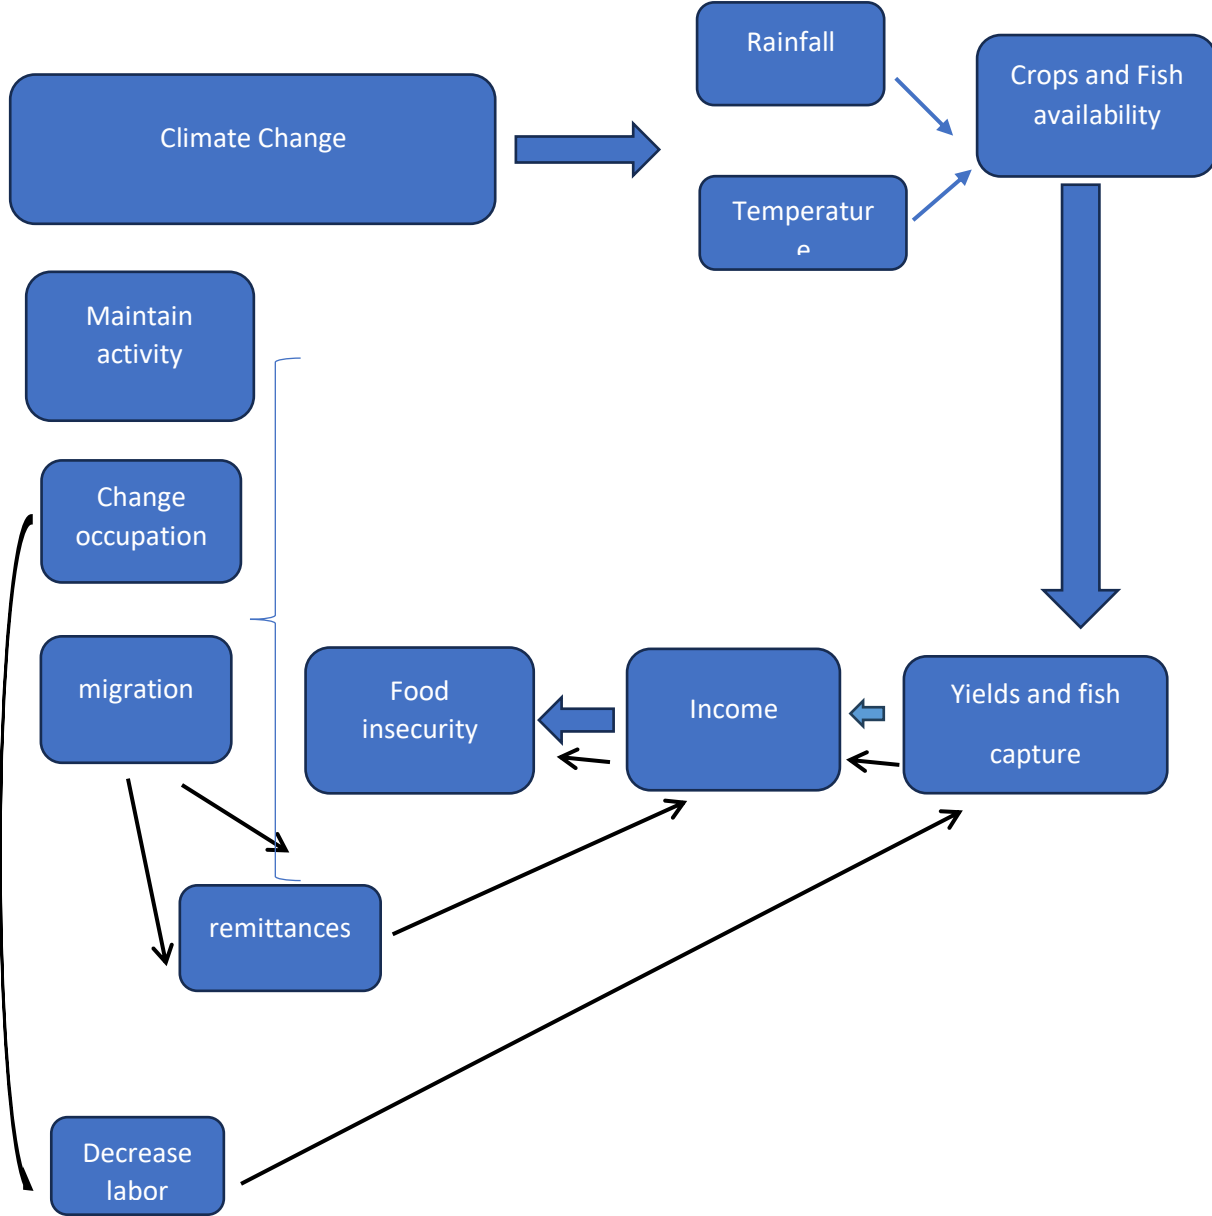 Rainfall
Crops and Fish
availability
Climate Change
Temperatur
e
Maintain
activity
Change
occupation
migration
Food
insecurity
Income
Yields and fish
capture
remittances
Decrease
labor